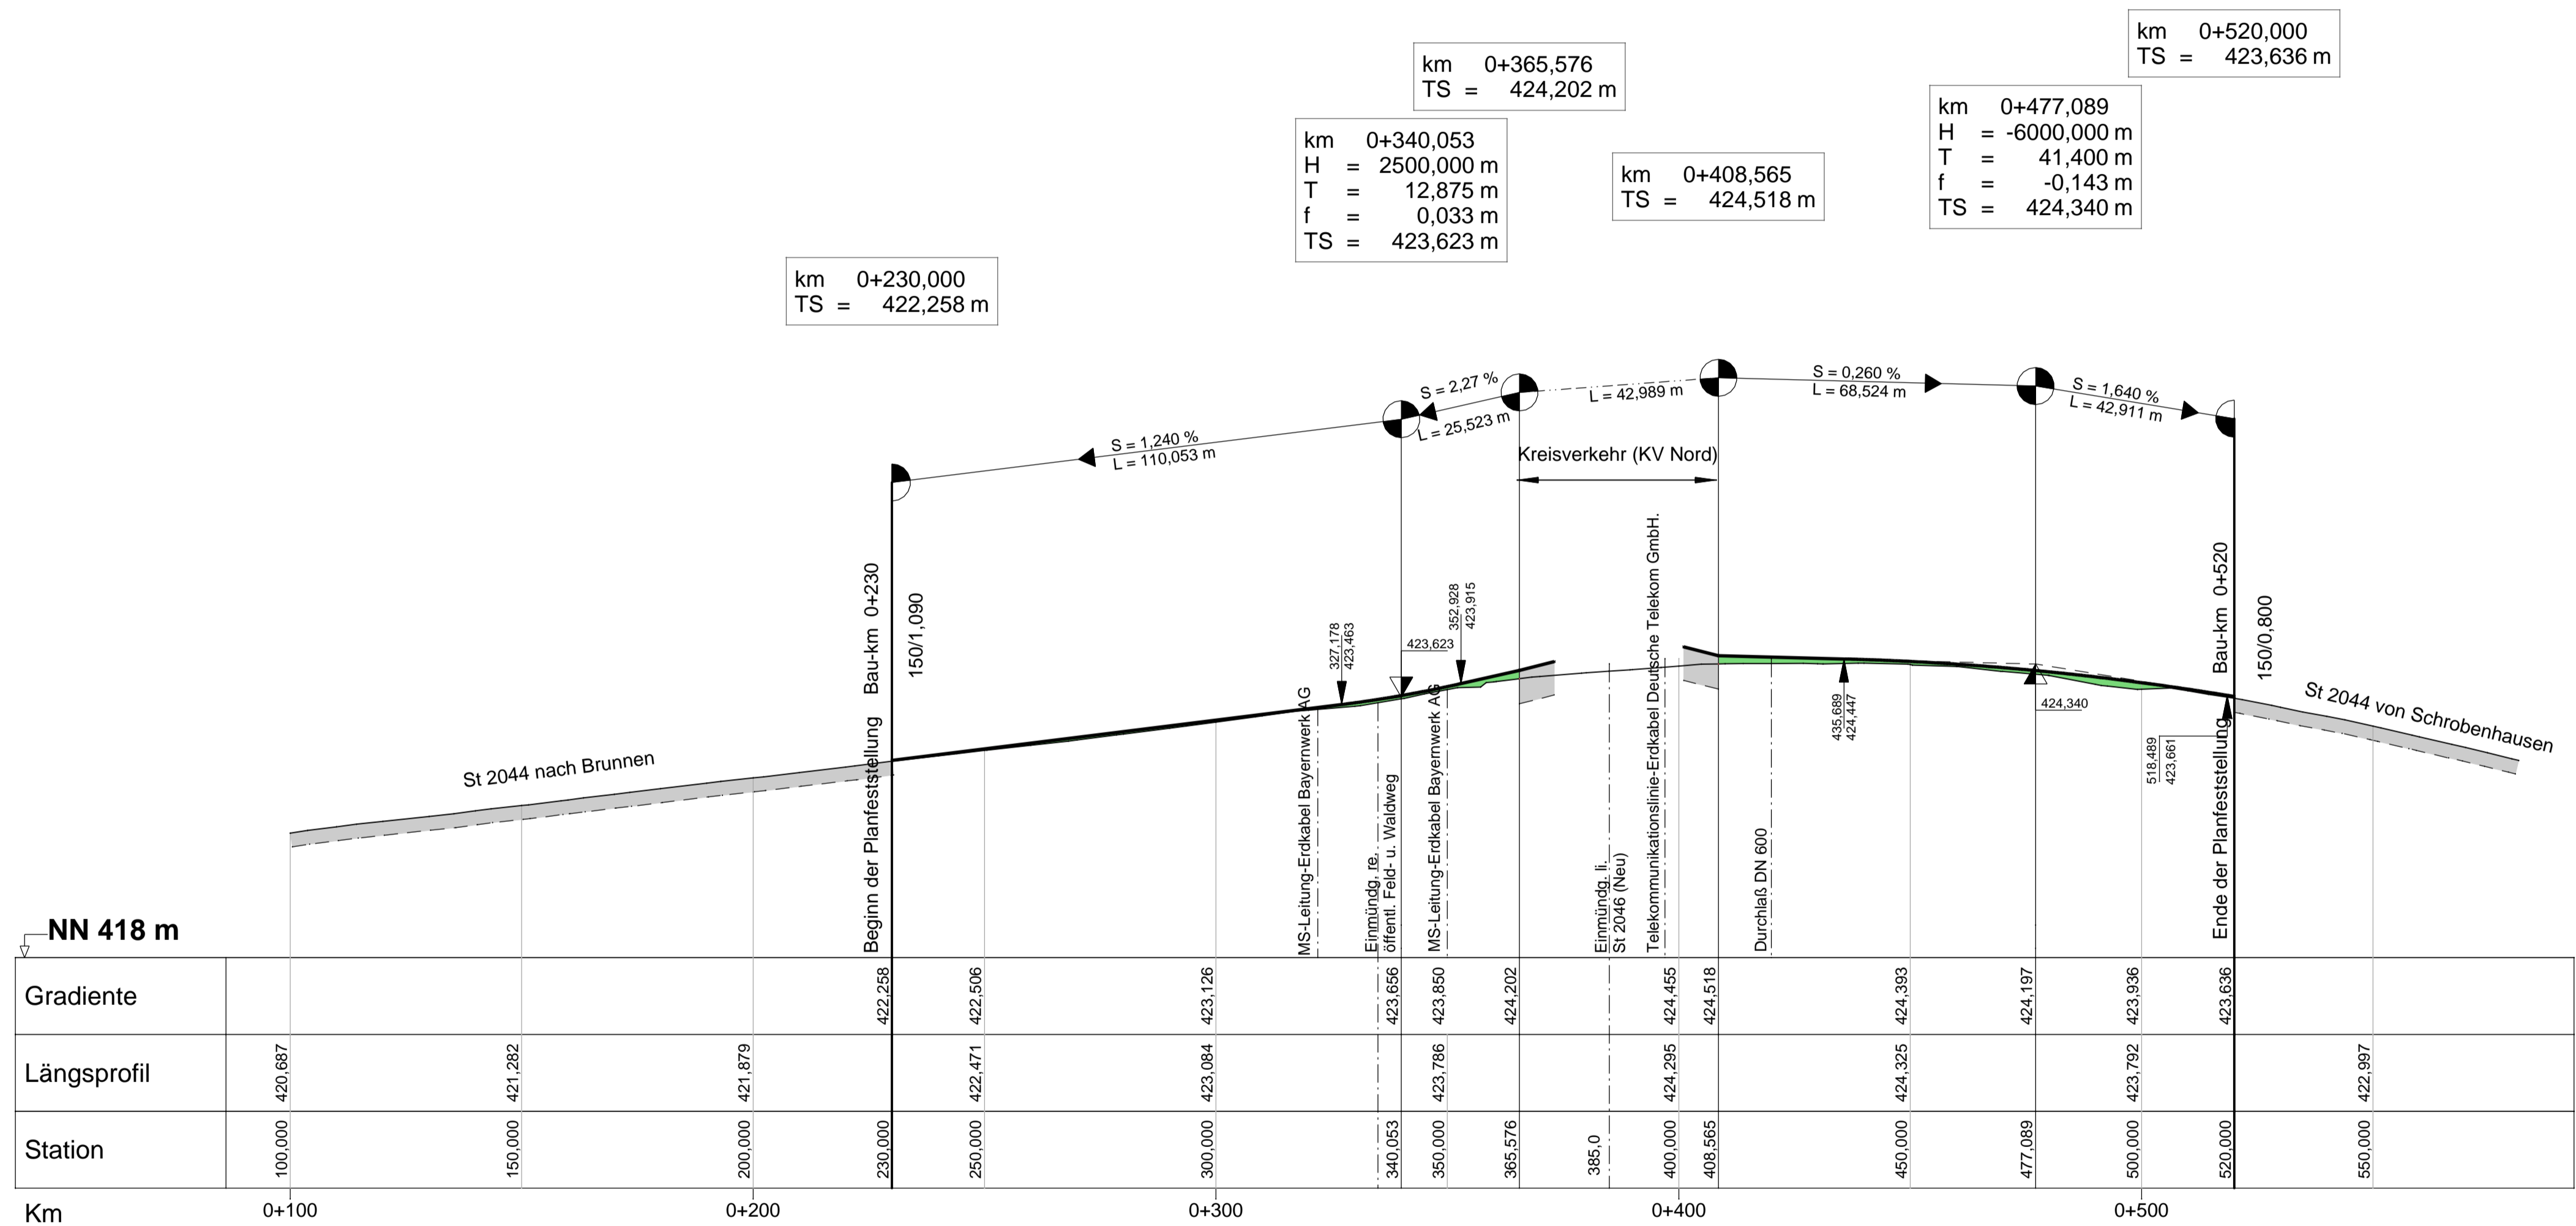 km 0+520,000
TS = 423,636 m
km 0+365,576
TS = 424,202 m
km 0+477,089
H = -6000,000 m
T = 41,400 m
f = -0,143 m
TS = 424,340 m
km 0+340,053
H = 2500,000 m
T = 12,875 m
f = 0,033 m
TS = 423,623 m
km 0+408,565
TS = 424,518 m
km 0+230,000
TS = 422,258 m
S = 1,240 %
L = 110,053 m
S = 2,27 %
L = 25,523 m
L = 42,989 m
S = 0,260 %
L = 68,524 m
S = 1,640 %
L = 42,911 m
Kreisverkehr (KV Nord)
Beginn der Planfeststellung Bau-km 0+230
150/1,090
327,178
423,463
423,623
352,928
423,915
435,689
424,447
424,340
518,489
423,661
Ende der Planfeststellung Bau-km 0+520
150/0,800
St 2044 nach Brunnen
St 2044 von Schrobenhausen
MS-Leitung-Erdkabel Bayernwerk AG
Einmündg. re.
öffentl. Feld- u. Waldweg
MS-Leitung-Erdkabel Bayernwerk AG
Einmündg. li.
St 2046 (Neu)
Telekommunikationslinie-Erdkabel Deutsche Telekom GmbH.
Durchlaß DN 600
NN 418 m
Gradiente
422,258
422,506
423,126
423,656
423,850
424,202
424,455
424,518
424,393
424,197
423,936
423,636
Längsprofil
420,687
421,282
421,879
422,471
423,084
423,786
424,295
424,325
423,792
422,997
Station
100,000
150,000
200,000
230,000
250,000
300,000
340,053
350,000
365,576
385,0
400,000
408,565
450,000
477,089
500,000
520,000
550,000
Km 0+100 0+200 0+300 0+400 0+500